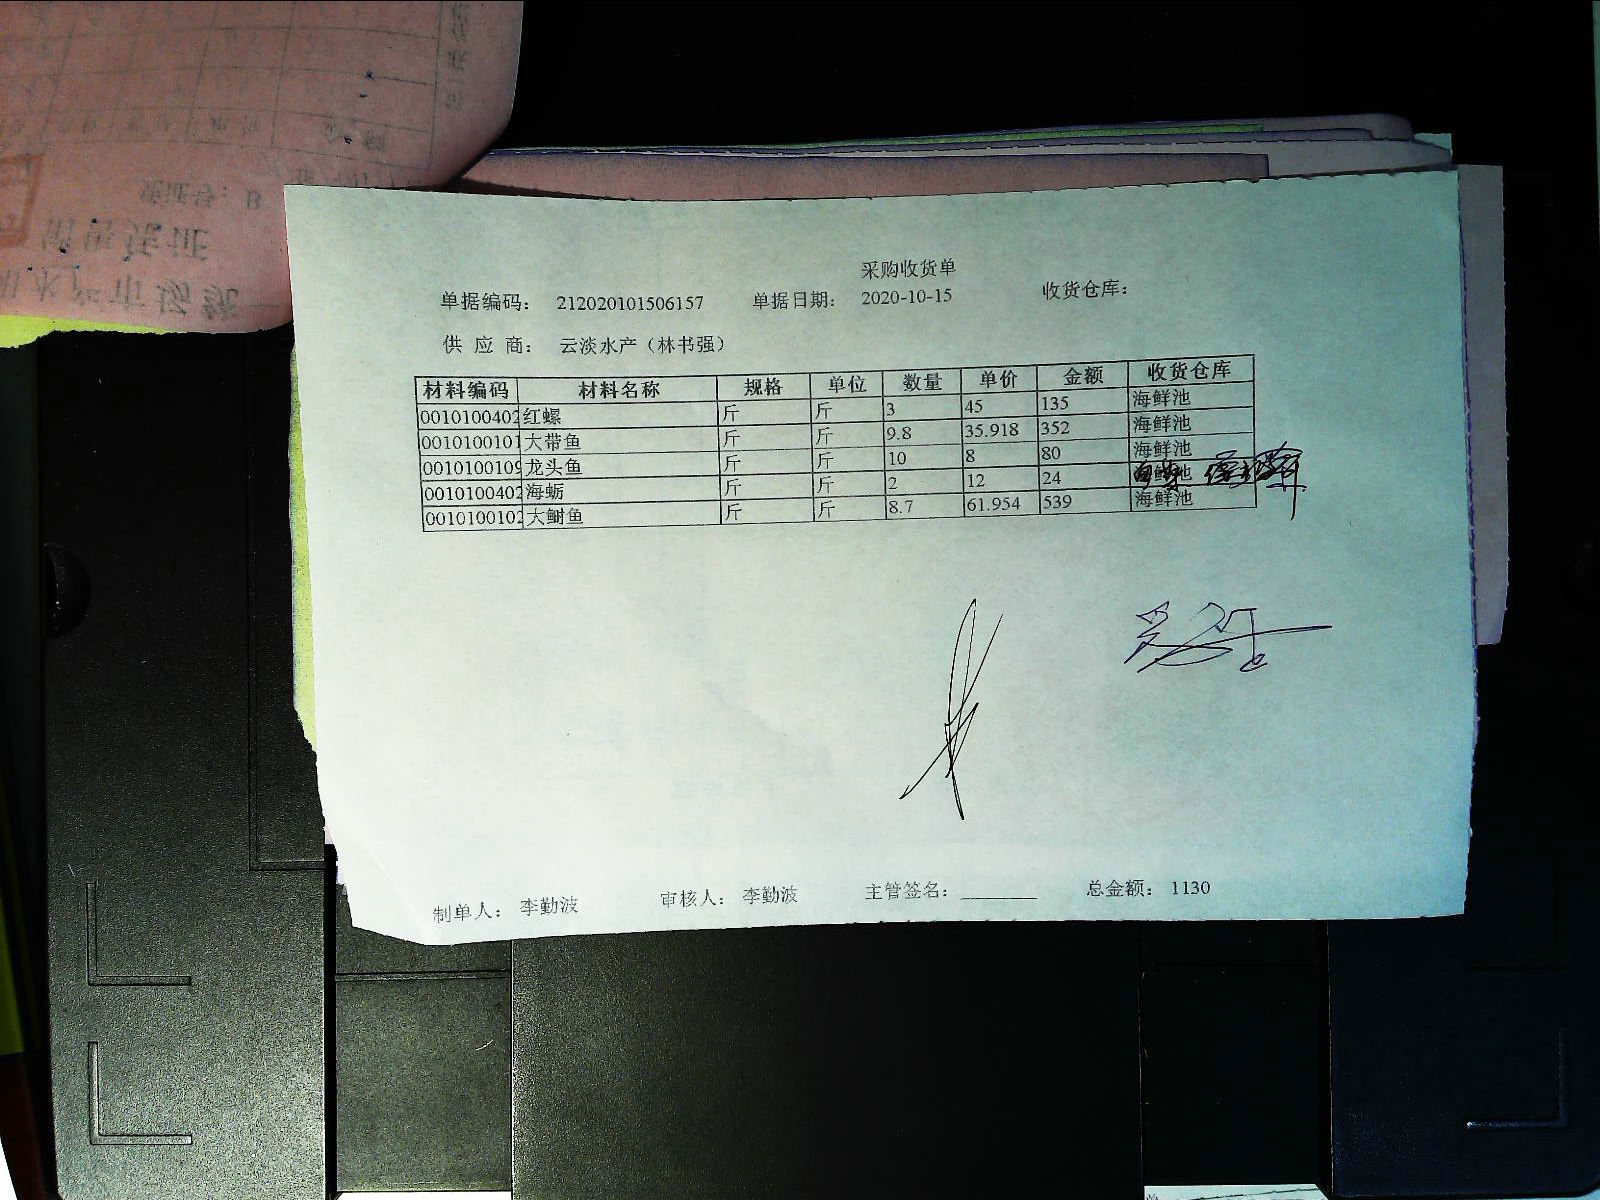 采购收货单
单据编码： 212020101506157 单据日期： 2020-10-15 收货仓库：
供 应 商： 云淡水产（林书强）
材料编码 材料名称 规格 单位 数量 单价 金额 收货仓库
0010100402 红螺 斤 斤 3 45 135 海鲜池
0010100101 大带鱼 斤 斤 9.8 35.918 352 海鲜池
0010100109 龙头鱼 斤 斤 10 8 80 海鲜池
0010100402 海蛎 斤 斤 2 12 24
0010100102 大鲥鱼 斤 斤 8.7 61.954 539 海鲜池
制单人： 李勤波 审核人： 李勤波 主管签名： ________ 总金额： 1130